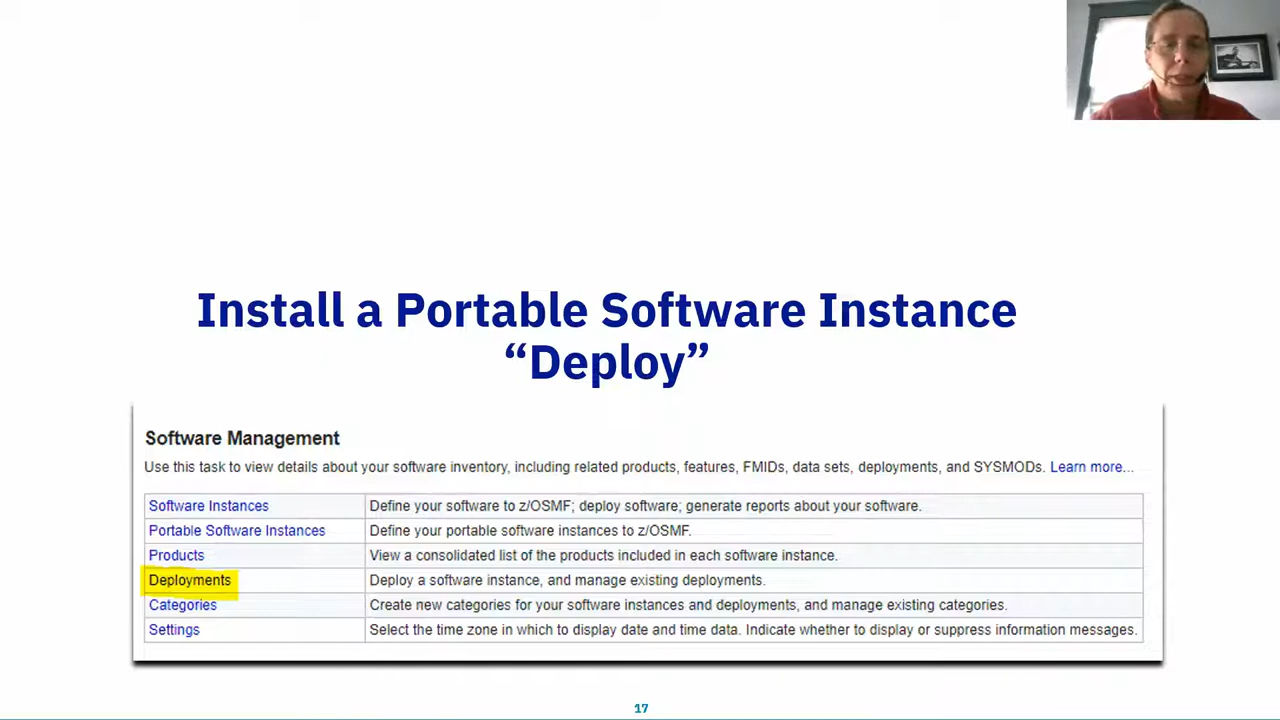 Install a Portable Software Instance
“Deploy”
Software Management
Use this task to view details about your software inventory, including related products, features, FMIDs, data sets, deployments, and SYSMODs. Learn more...
Software Instances Define your software to z/OSMF; deploy software; generate reports about your software.
Portable Software Instances Define your portable software instances to z/OSMF.
Products View a consolidated list of the products included in each software instance.
Deployments Deploy a software instance, and manage existing deployments.
Categories Create new categories for your software instances and deployments, and manage existing categories.
Settings Select the time zone in which to display date and time data. Indicate whether to display or suppress information messages.
17